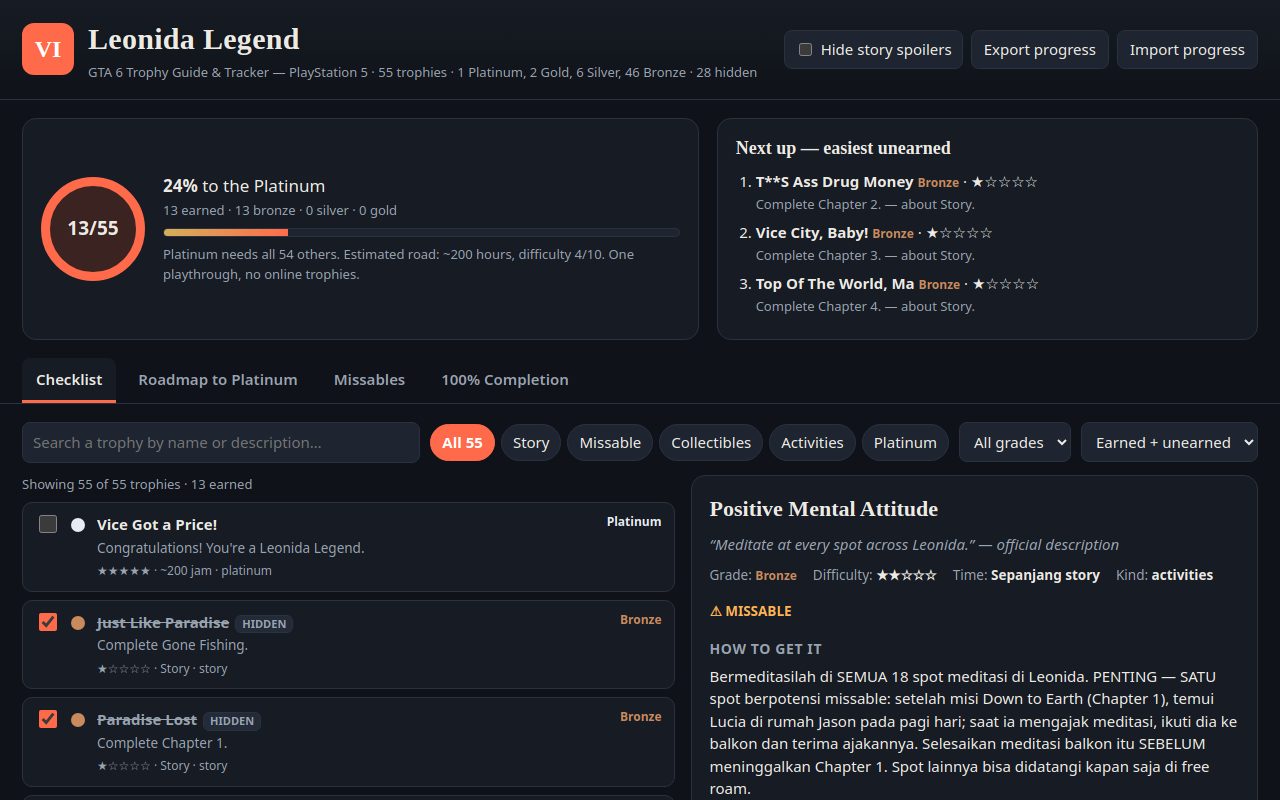 VI
Leonida Legend
GTA 6 Trophy Guide & Tracker — PlayStation 5 · 55 trophies · 1 Platinum, 2 Gold, 6 Silver, 46 Bronze · 28 hidden
Hide story spoilers
Export progress
Import progress
13/55
24% to the Platinum
13 earned · 13 bronze · 0 silver · 0 gold
Platinum needs all 54 others. Estimated road: ~200 hours, difficulty 4/10. One
playthrough, no online trophies.
Next up — easiest unearned
1. T**S Ass Drug Money Bronze · ★☆☆☆☆
Complete Chapter 2. — about Story.
2. Vice City, Baby! Bronze · ★☆☆☆☆
Complete Chapter 3. — about Story.
3. Top Of The World, Ma Bronze · ★☆☆☆☆
Complete Chapter 4. — about Story.
Checklist
Roadmap to Platinum
Missables
100% Completion
Search a trophy by name or description...
All 55
Story
Missable
Collectibles
Activities
Platinum
All grades
Earned + unearned
Showing 55 of 55 trophies · 13 earned
Vice Got a Price!
Platinum
Congratulations! You're a Leonida Legend.
★★★★★ · ~200 jam · platinum
Just Like Paradise HIDDEN
Bronze
Complete Gone Fishing.
★☆☆☆☆ · Story · story
Paradise Lost HIDDEN
Bronze
Complete Chapter 1.
★☆☆☆☆ · Story · story
Positive Mental Attitude
“Meditate at every spot across Leonida.” — official description
Grade: Bronze Difficulty: ★★☆☆☆ Time: Sepanjang story Kind: activities
⚠ MISSABLE
HOW TO GET IT
Bermeditasilah di SEMUA 18 spot meditasi di Leonida. PENTING — SATU
spot berpotensi missable: setelah misi Down to Earth (Chapter 1), temui
Lucia di rumah Jason pada pagi hari; saat ia mengajak meditasi, ikuti dia ke
balkon dan terima ajakannya. Selesaikan meditasi balkon itu SEBELUM
meninggalkan Chapter 1. Spot lainnya bisa didatangi kapan saja di free
roam.